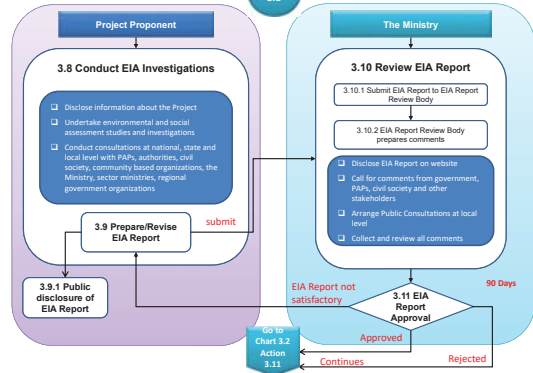 Project Proponent
The Ministry
3.8 Conduct EIA Investigations
Disclose information about the Project
Undertake environmental and social
assessment studies and investigations
Conduct consultations at national, state and
local level with PAPs, authorities, civil
society, community based organizations, the
Ministry, sector ministries, regional
government organizations
3.9 Prepare/Revise
EIA Report
submit
3.9.1 Public
disclosure of
EIA Report
3.10 Review EIA Report
3.10.1 Submit EIA Report to EIA Report
Review Body
3.10.2 EIA Report Review Body
prepares comments
Disclose EIA Report on website
Call for comments from government,
PAPs, civil society and other
stakeholders
Arrange Public Consultations at local
level
Collect and review all comments
EIA Report not
satisfactory
90 Days
3.11 EIA
Report
Approval
Approved
Go to
Chart 3.2
Action
3.11
Continues
Rejected